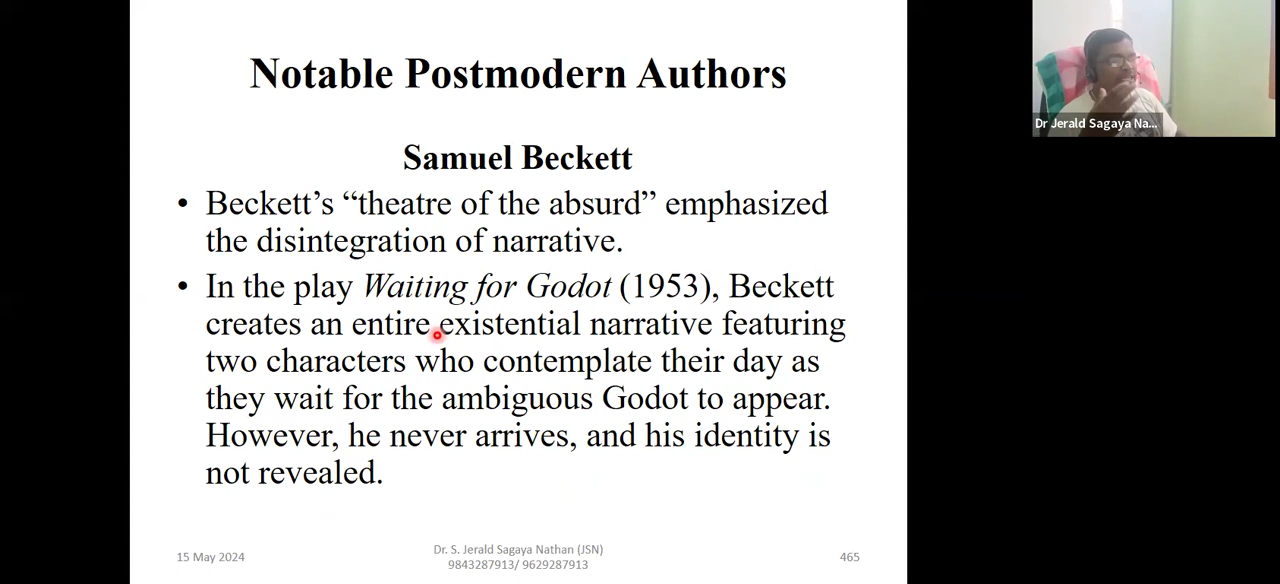 Notable Postmodern Authors
Dr Jerald Sagaya Na...
Samuel Beckett
• Beckett’s “theatre of the absurd” emphasized
the disintegration of narrative.
• In the play Waiting for Godot (1953), Beckett
creates an entire existential narrative featuring
two characters who contemplate their day as
they wait for the ambiguous Godot to appear.
However, he never arrives, and his identity is
not revealed.
15 May 2024
Dr. S. Jerald Sagaya Nathan (JSN)
9843287913/ 9629287913
465